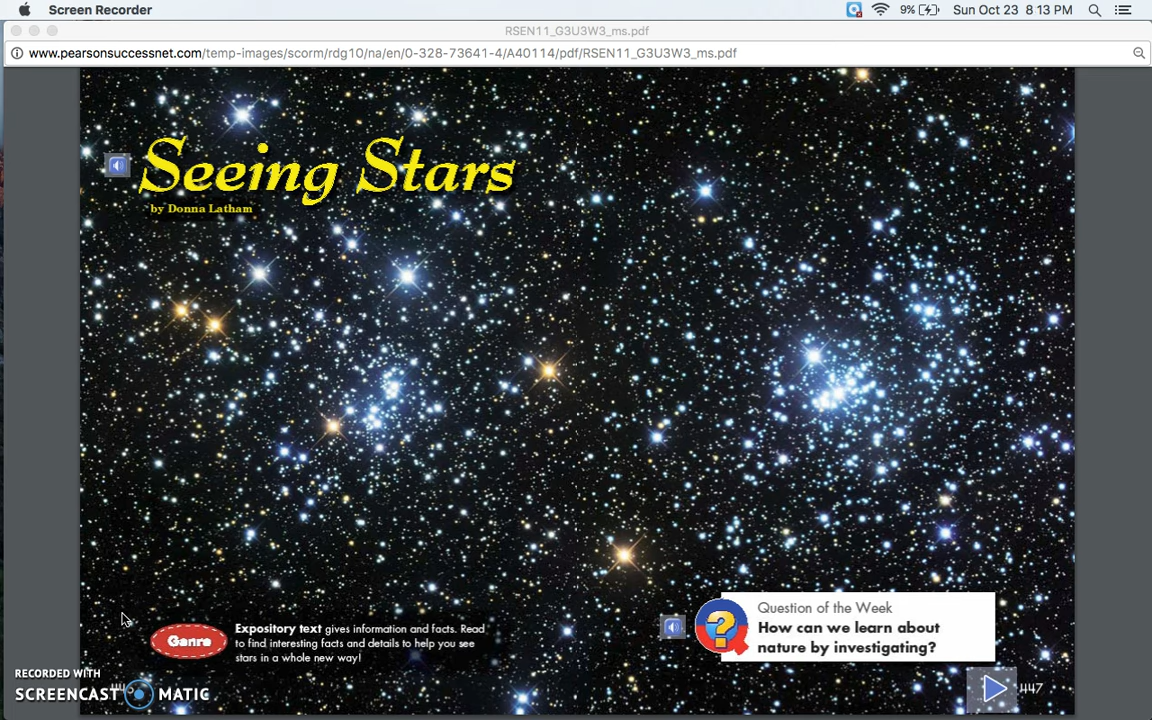 Screen Recorder
9%
Sun Oct 23 8:13 PM
RSEN11_G3U3W3_ms.pdf
www.pearsonsuccessnet.com/temp-images/scorm/rdg10/na/en/0-328-73641-4/A40114/pdf/RSEN11_G3U3W3_ms.pdf
Seeing Stars
by Donna Latham
Genre
Expository text gives information and facts. Read
to find interesting facts and details to help you see
stars in a whole new way!
?
Question of the Week
How can we learn about
nature by investigating?
RECORDED WITH
SCREENCAST MATIC
447